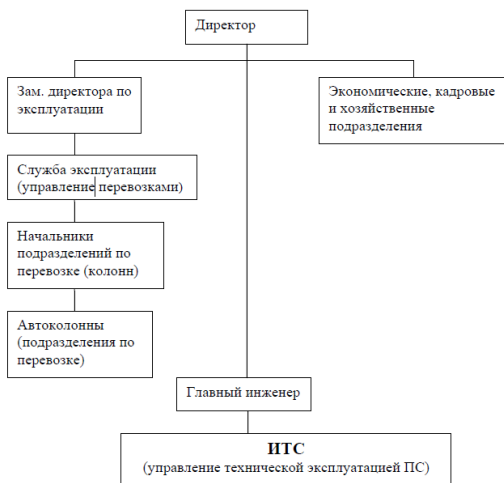 Директор
Зам. директора по
эксплуатации
Экономические, кадровые
и хозяйственные
подразделения
Служба эксплуатации
(управление перевозками)
Начальники
подразделений по
перевозке (колонн)
Автоколонны
(подразделения по
перевозке)
Главный инженер
ИТС
(управление технической эксплуатацией ПС)